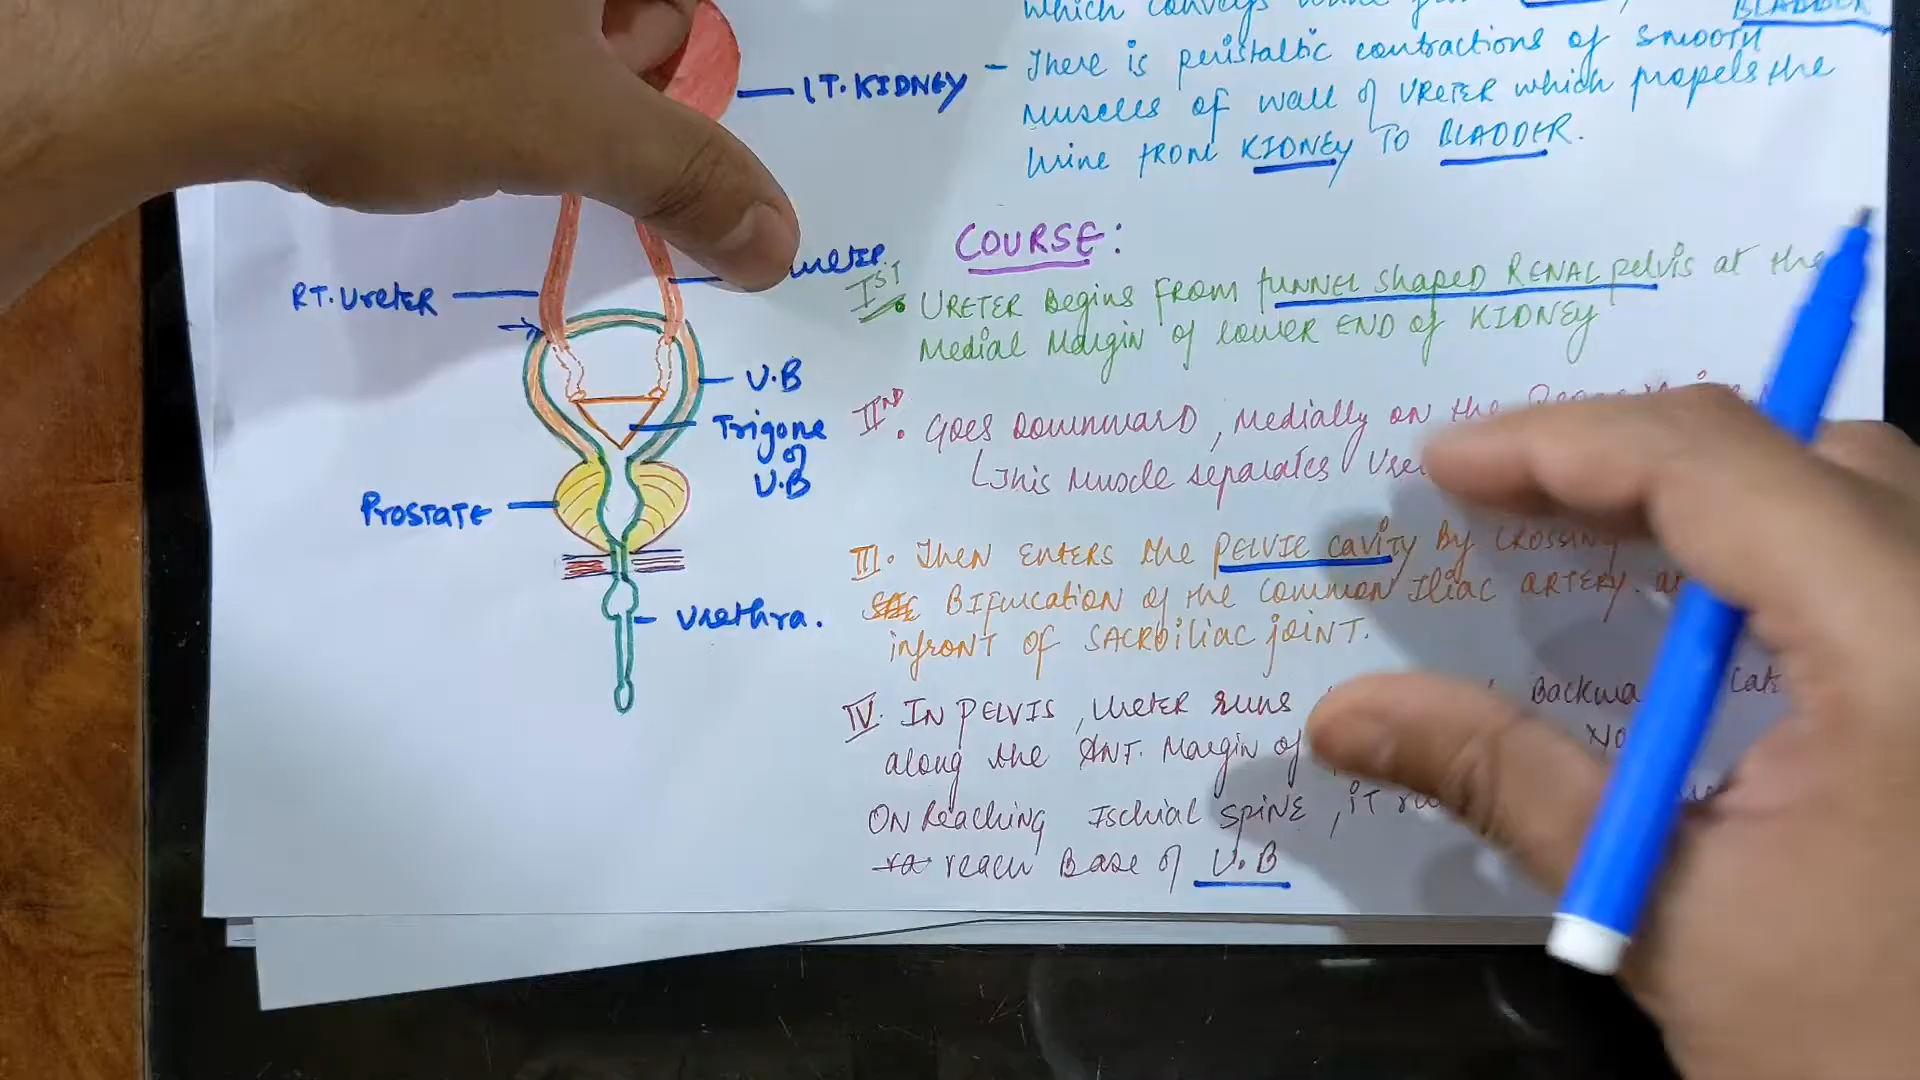 BLADDER
LT. KIDNEY
- There is peristaltic contractions of smooth
muscles of wall of URETER which propels the
urine from KIDNEY TO BLADDER.
COURSE:
IST
URETER Begins From funnel shaped RENAL pelvis at the
Medial Margin of lower END of KIDNEY
RT. Ureter
U.B
Trigone
of
U.B
Prostate
Urethra.
IIND. Goes Downward, Medially on the
(This Muscle separates
III. Then enters the PELVIC cavity By crossing
Bifurcation of the common Iliac ARTERY.
infront of SACROILIAC joint.
IV. IN PELVIS, Ureter runs
along the ANT. Margin of
ON Reaching Ischial spine, it
reach Base of U.B